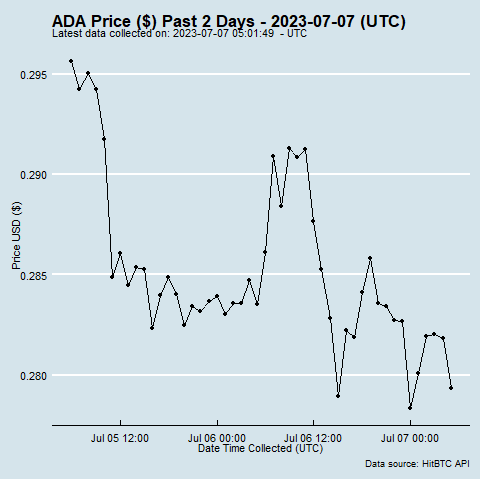 ADA Price ($) Past 2 Days - 2023-07-07 (UTC)
Latest data collected on: 2023-07-07 05:01:49 - UTC
0.295
0.290
0.285
0.280
Price USD ($)
Jul 05 12:00 Jul 06 00:00 Jul 06 12:00 Jul 07 00:00
Date Time Collected (UTC)
Data source: HitBTC API